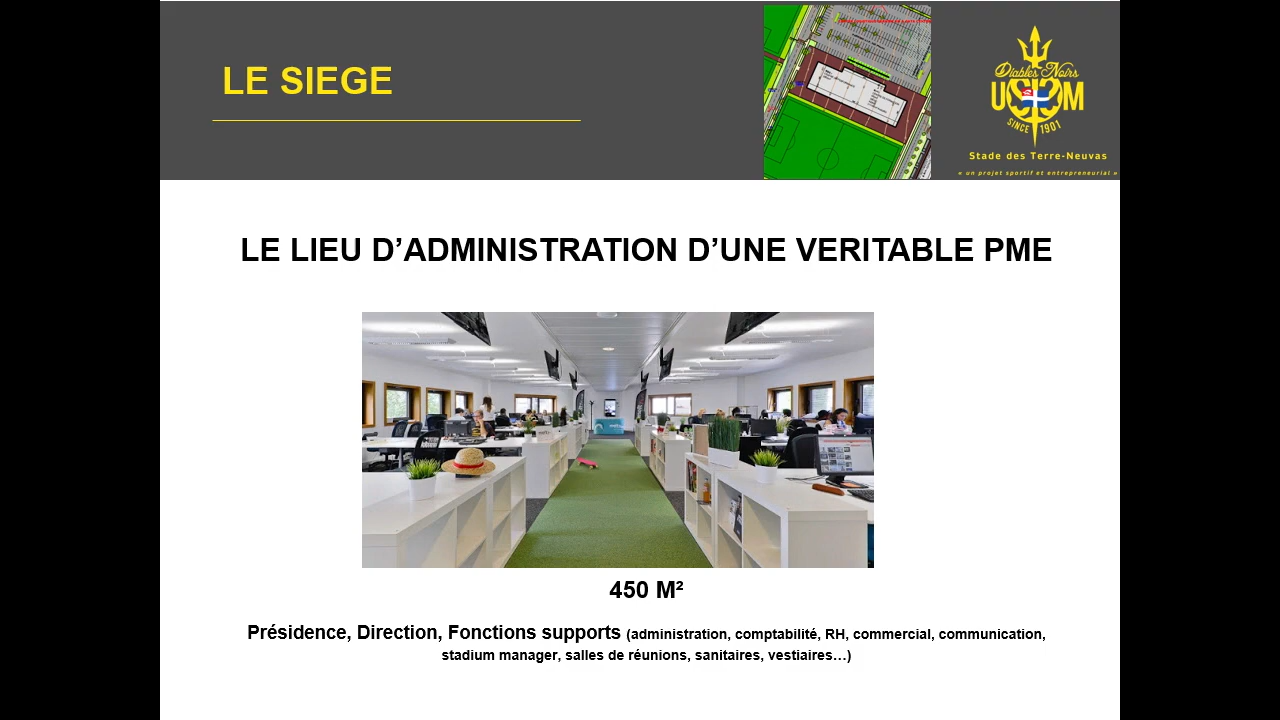 LE SIEGE
Diables Noirs
USSM
SINCE 1901
Stade des Terre-Neuvas
« un projet sportif et entrepreneurial »
LE LIEU D’ADMINISTRATION D’UNE VERITABLE PME
450 M²
Présidence, Direction, Fonctions supports (administration, comptabilité, RH, commercial, communication,
stadium manager, salles de réunions, sanitaires, vestiaires…)